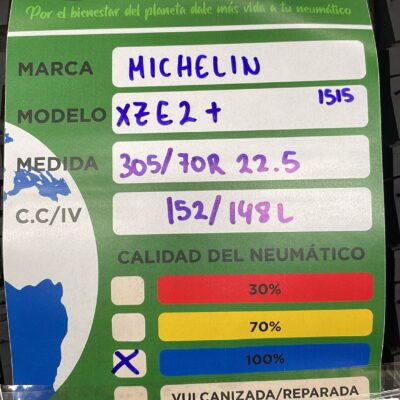 Por el bienestar del planeta dale más vida a tu neumático
MARCA MICHELIN
MODELO XZE2+ 1515
MEDIDA 305/70R 22.5
C.C/IV 152/148L
CALIDAD DEL NEUMÁTICO
30%
70%
X 100%
VULCANIZADA/REPARADA